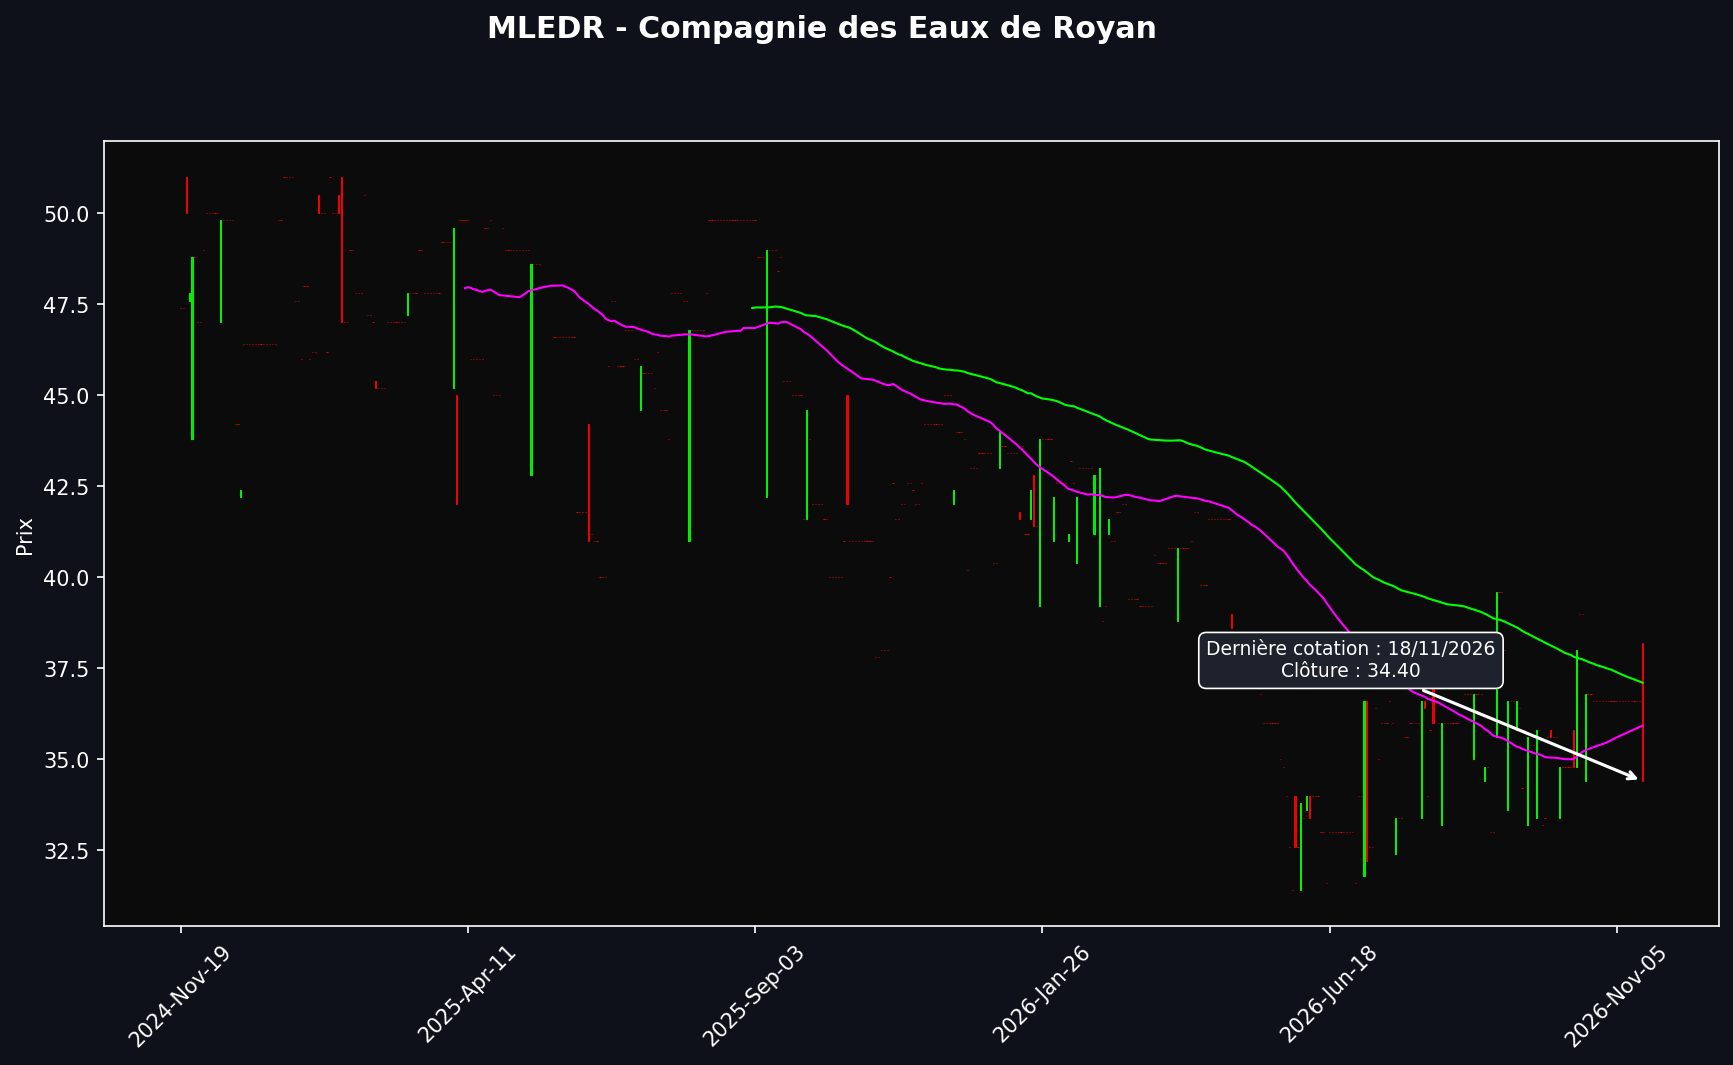 MLEDR - Compagnie des Eaux de Royan
Prix
50.0
47.5
45.0
42.5
40.0
37.5
35.0
32.5
Dernière cotation : 18/11/2026
Clôture : 34.40
2024-Nov-19
2025-Apr-11
2025-Sep-03
2026-Jan-26
2026-Jun-18
2026-Nov-05